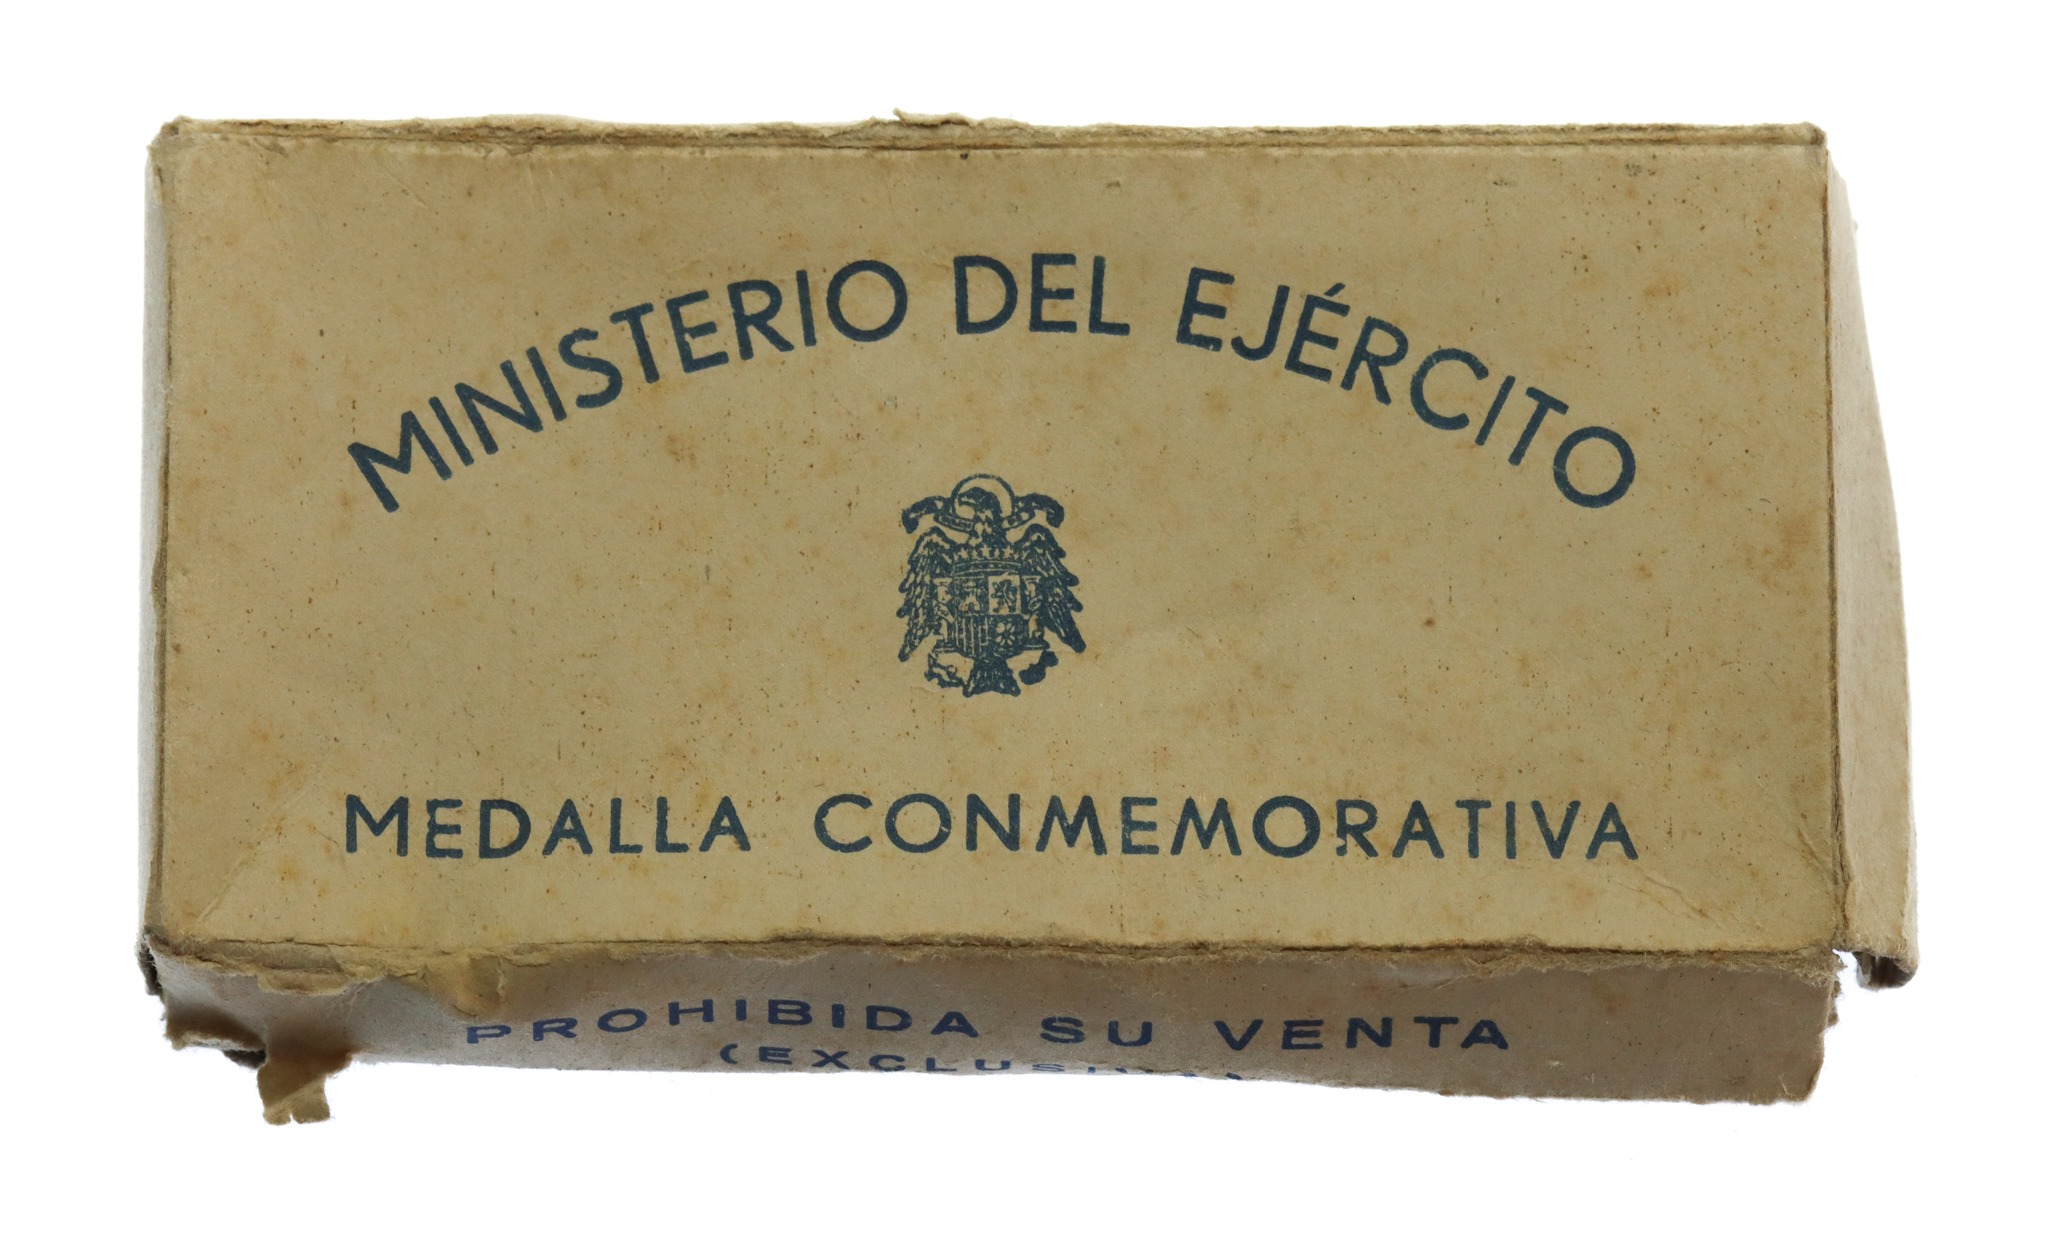 MINISTERIO DEL EJÉRCITO
MEDALLA CONMEMORATIVA
PROHIBIDA SU VENTA